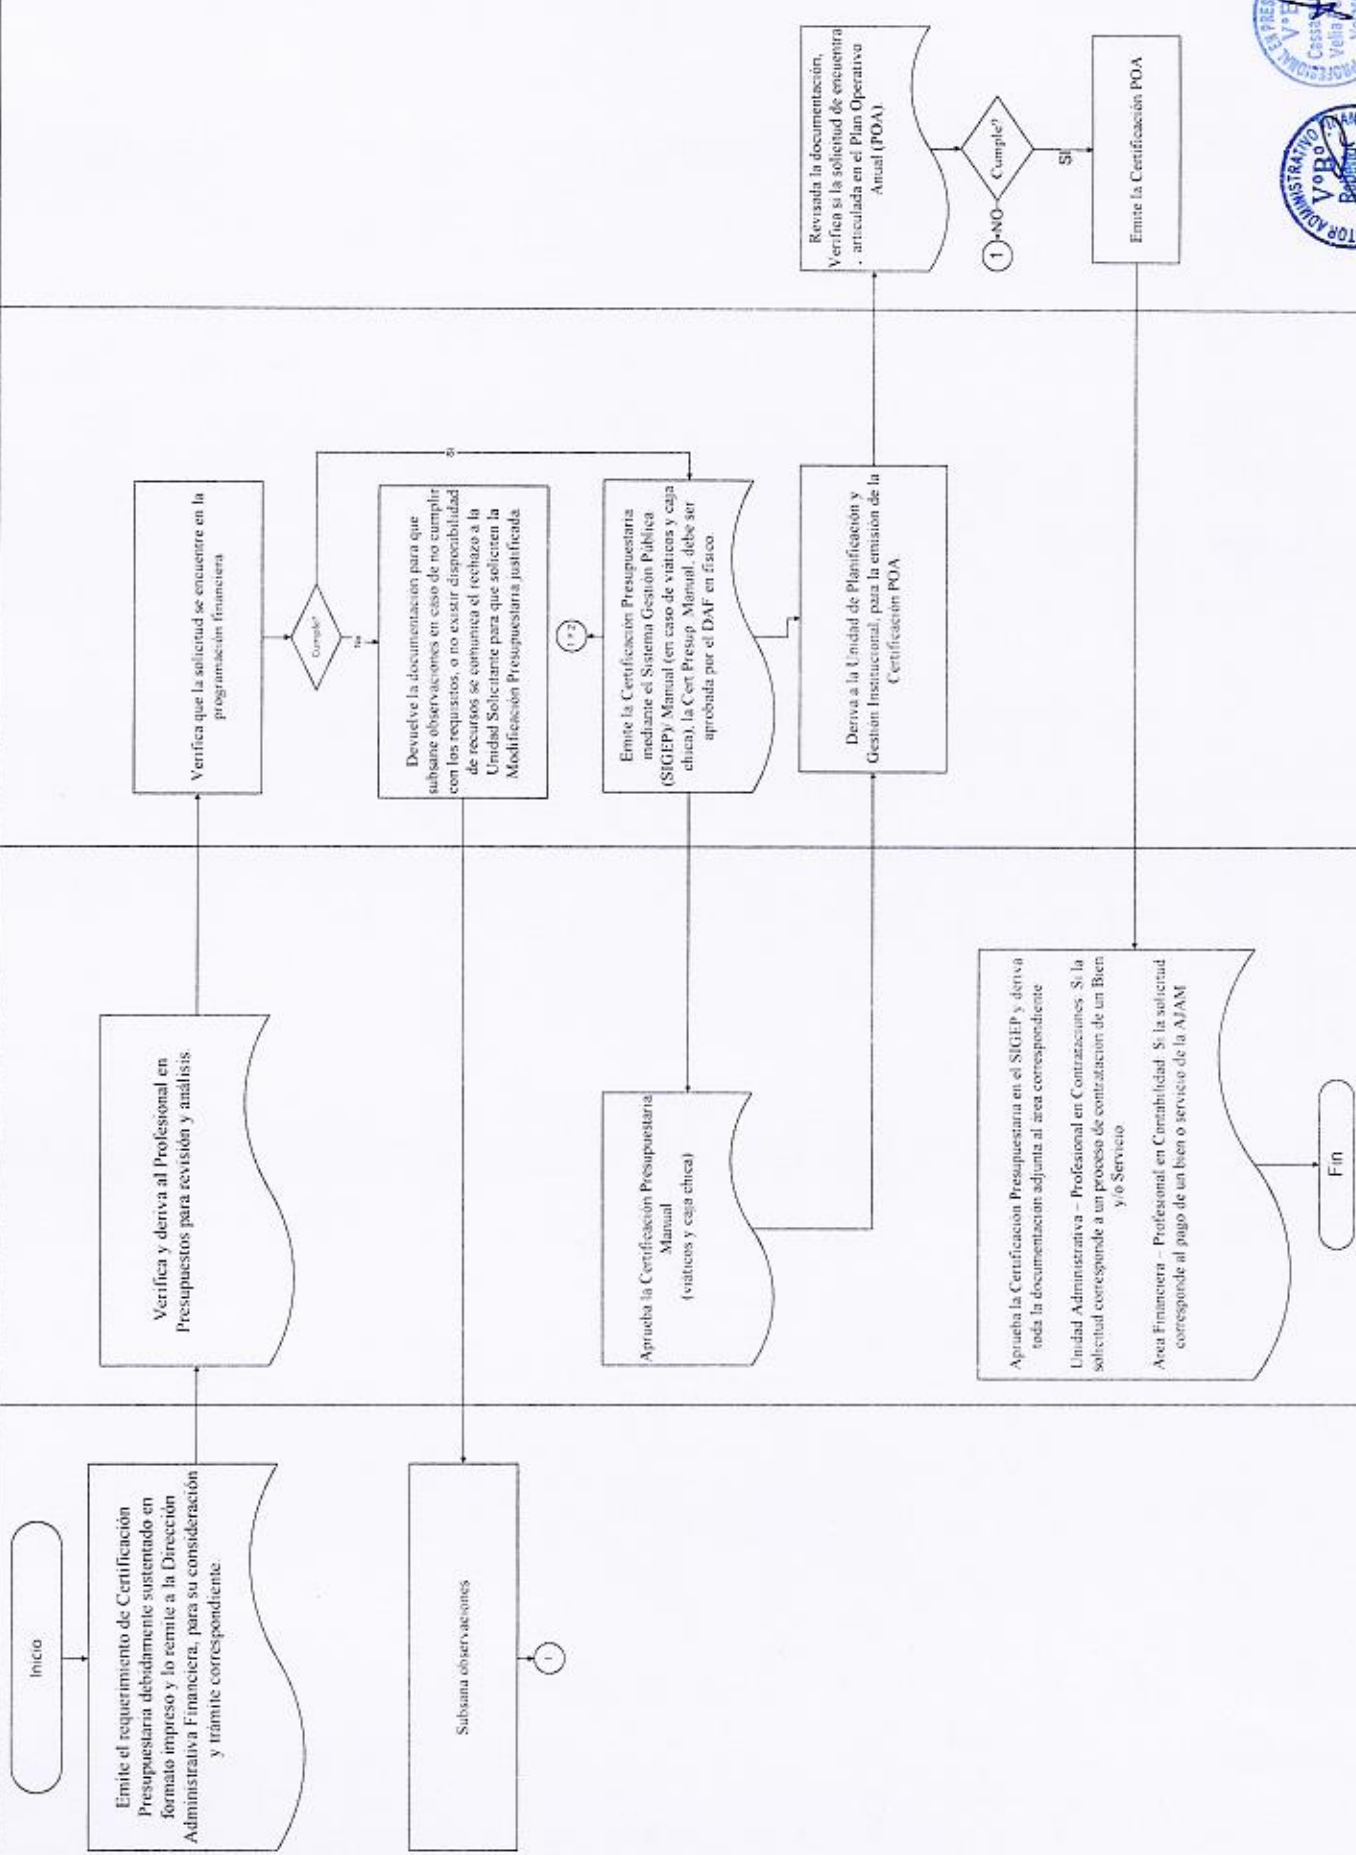 Inicio
Emite el requerimiento de Certificación
Presupuestaria debidamente sustentado en
formato impreso y lo remite a la Dirección
Administrativa Financiera, para su consideración
y trámite correspondiente.
Verifica y deriva al Profesional en
Presupuestos para revisión y análisis.
Verifica que la solicitud se encuentre en la
programación financiera
Cumple?
No
SI
Devuelve la documentación para que
subsane observaciones en caso de no cumplir
con los requisitos, o no existir disponibilidad
de recursos se comunica el rechazo a la
Unidad Solicitante para que soliciten la
Modificación Presupuestaria justificada
Subsana observaciones
1
Emite la Certificación Presupuestaria
mediante el Sistema Gestión Pública
(SIGEP)/ Manual (en caso de viáticos y caja
chica), la Cert Presup Manual, debe ser
aprobada por el DAF en físico
Aprueba la Certificación Presupuestaria
Manual
(viáticos y caja chica)
Deriva a la Unidad de Planificación y
Gestión Institucional, para la emisión de la
Certificación POA
Revisada la documentación,
Verifica si la solicitud de encuentra
. articulada en el Plan Operativo
Anual (POA).
Cumple?
NO
1
SI
Emite la Certificación POA
Aprueba la Certificación Presupuestaria en el SIGEP y deriva
toda la documentación adjunta al área correspondiente
Unidad Administrativa – Profesional en Contrataciones Si la
solicitud corresponde a un proceso de contratación de un Bien
y/o Servicio
Area Financiera – Profesional en Contabilidad Si la solicitud
corresponde al pago de un bien o servicio de la AJAM
Fin
V°B°
V°B°